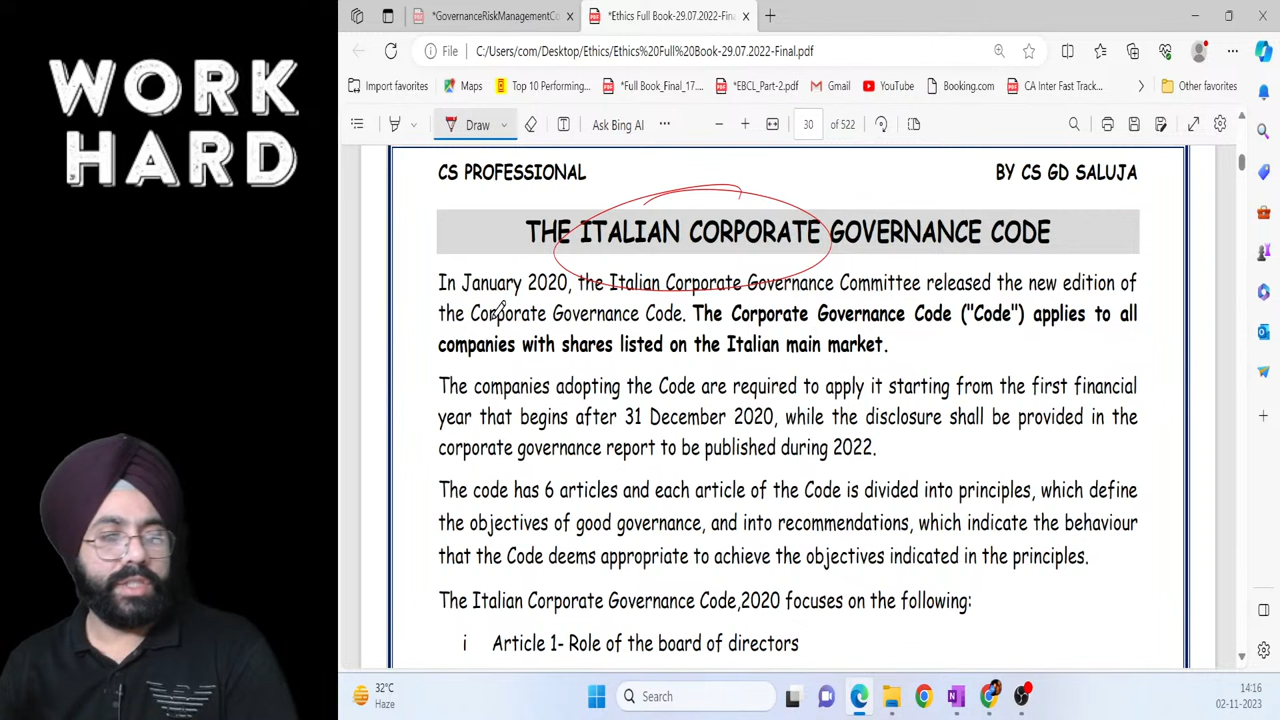 WORK
HARD
*GovernanceRiskManagementCo
*Ethics Full Book-29.07.2022-Final.
File
C:/Users/com/Desktop/Ethics/Ethics%20Full%20Book-29.07.2022-Final.pdf
Import favorites
Maps
Top 10 Performing...
*Full Book_Final_17....
*EBCL_Part-2.pdf
Gmail
YouTube
Booking.com
CA Inter Fast Track...
Other favorites
Draw
Ask Bing AI
30 of 522
CS PROFESSIONAL
BY CS GD SALUJA
THE ITALIAN CORPORATE GOVERNANCE CODE
In January 2020, the Italian Corporate Governance Committee released the new edition of
the Corporate Governance Code. The Corporate Governance Code ("Code") applies to all
companies with shares listed on the Italian main market.
The companies adopting the Code are required to apply it starting from the first financial
year that begins after 31 December 2020, while the disclosure shall be provided in the
corporate governance report to be published during 2022.
The code has 6 articles and each article of the Code is divided into principles, which define
the objectives of good governance, and into recommendations, which indicate the behaviour
that the Code deems appropriate to achieve the objectives indicated in the principles.
The Italian Corporate Governance Code,2020 focuses on the following:
i Article 1- Role of the board of directors
32°C
Haze
Search
14:16
02-11-2023